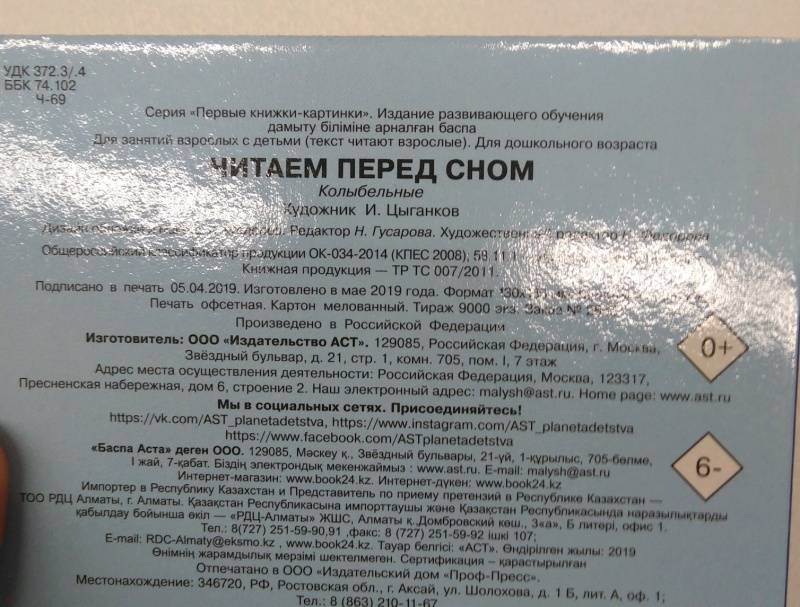 УДК 372.3/.4
ББК 74.102
Ч-69
Серия «Первые книжки-картинки». Издание развивающего обучения
дамыту біліміне арналған баспа
Для занятий взрослых с детьми (текст читают взрослые). Для дошкольного возраста
ЧИТАЕМ ПЕРЕД СНОМ
Колыбельные
Художник И. Цыганков
Редактор Н. Гусарова.
Общероссийский классификатор продукции ОК-034-2014 (КПЕС 2008),
Книжная продукция — ТР ТС 007/2011.
Подписано в печать 05.04.2019. Изготовлено в мае 2019 года. Формат
Печать офсетная. Картон мелованный. Тираж 9000 экз. Заказ №
Произведено в Российской Федерации
Изготовитель: ООО «Издательство АСТ». 129085, Российская Федерация, г. Москва,
Звёздный бульвар, д. 21, стр. 1, комн. 705, пом. I, 7 этаж
0+
Адрес места осуществления деятельности: Российская Федерация, Москва, 123317,
Пресненская набережная, дом 6, строение 2. Наш электронный адрес: malysh@ast.ru. Home page: www.ast.ru
Мы в социальных сетях. Присоединяйтесь!
https://vk.com/AST_planetadetstva, https://www.instagram.com/AST_planetadetstva
https://www.facebook.com/ASTplanetadetstva
«Баспа Аста» деген ООО. 129085, Мәскеу қ., Звёздный бульвары, 21-үй, 1-құрылыс, 705-бөлме,
I жай, 7-қабат. Біздің электрондық мекенжаймыз : www.ast.ru. E-mail: malysh@ast.ru
6-
Интернет-магазин: www.book24.kz. Интернет-дүкен: www.book24.kz
Импортер в Республику Казахстан и Представитель по приему претензий в Республике Казахстан —
ТОО РДЦ Алматы, г. Алматы. Қазақстан Республикасына импорттаушы және Қазақстан Республикасында наразылықтарды
қабылдау бойынша өкіл — «РДЦ-Алматы» ЖШС, Алматы қ.,Домбровский көш., 3«а», Б литері, офис 1.
Тел.: 8(727) 251-59-90,91 ,факс: 8 (727) 251-59-92 ішкі 107;
E-mail: RDC-Almaty@eksmo.kz , www.book24.kz. Тауар белгісі: «АСТ». Өндірілген жылы: 2019
Өнімнің жарамдылық мерзімі шектелмеген. Сертификация – қарастырылған
Отпечатано в ООО «Издательский дом «Проф-Пресс».
Местонахождение: 346720, РФ, Ростовская обл., г. Аксай, ул. Шолохова, д. 1 Б, лит. А, оф. 1;
Тел.: 8 (863) 210-11-67